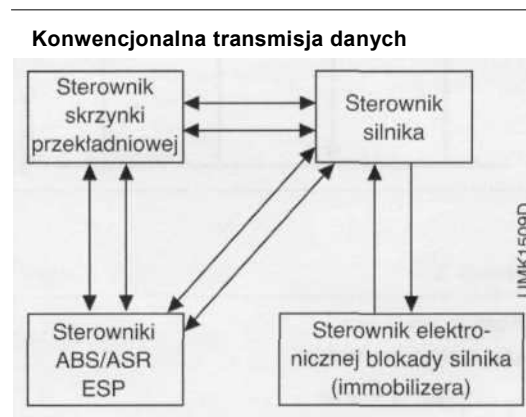 Konwencjonalna transmisja danych
Sterownik
skrzynki
przekładniowej
Sterownik
silnika
Sterowniki
ABS/ASR
ESP
Sterownik elektro-
nicznej blokady silnika
(immobilizera)
UMK1509D